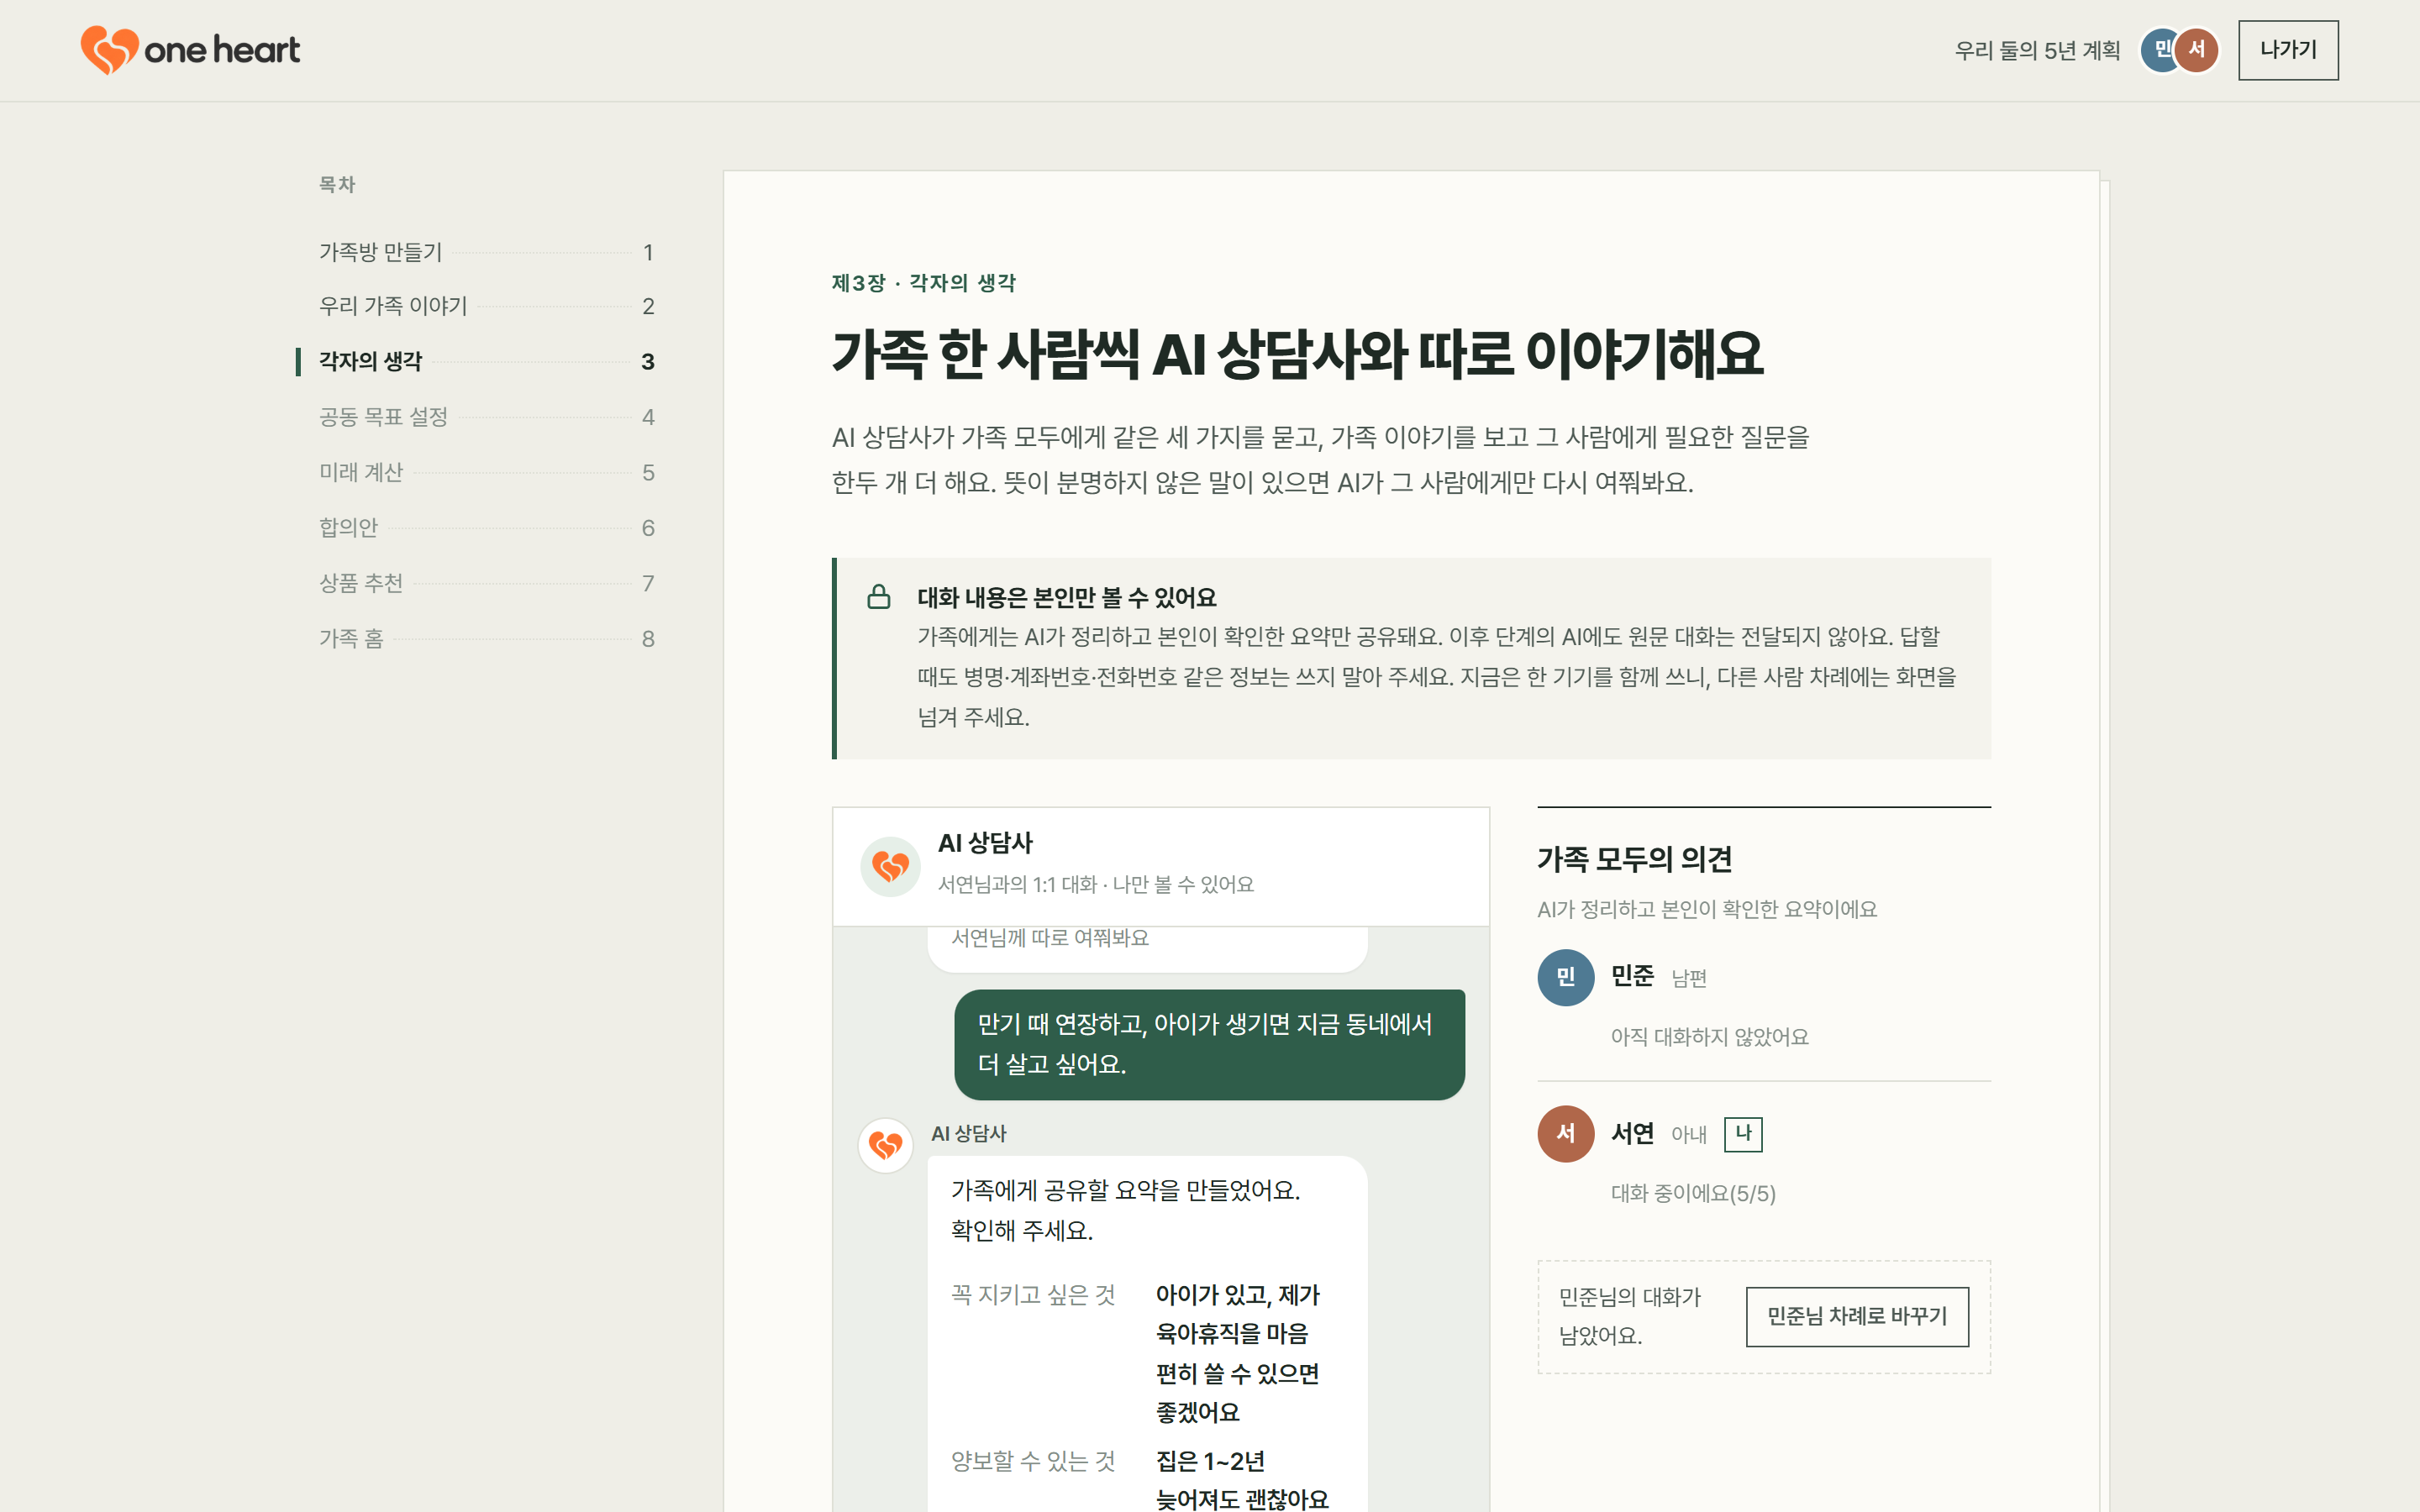 one heart
우리 둘의 5년 계획
민
서
나가기
목차
가족방 만들기 1
우리 가족 이야기 2
각자의 생각 3
공동 목표 설정 4
미래 계산 5
합의안 6
상품 추천 7
가족 홈 8
제3장 · 각자의 생각
가족 한 사람씩 AI 상담사와 따로 이야기해요
AI 상담사가 가족 모두에게 같은 세 가지를 묻고, 가족 이야기를 보고 그 사람에게 필요한 질문을
한두 개 더 해요. 뜻이 분명하지 않은 말이 있으면 AI가 그 사람에게만 다시 여쭤봐요.
대화 내용은 본인만 볼 수 있어요
가족에게는 AI가 정리하고 본인이 확인한 요약만 공유돼요. 이후 단계의 AI에도 원문 대화는 전달되지 않아요. 답할
때도 병명·계좌번호·전화번호 같은 정보는 쓰지 말아 주세요. 지금은 한 기기를 함께 쓰니, 다른 사람 차례에는 화면을
넘겨 주세요.
AI 상담사
서연님과의 1:1 대화 · 나만 볼 수 있어요
서연님께 따로 여쭤봐요
만기 때 연장하고, 아이가 생기면 지금 동네에서
더 살고 싶어요.
AI 상담사
가족에게 공유할 요약을 만들었어요.
확인해 주세요.
꼭 지키고 싶은 것 아이가 있고, 제가
육아휴직을 마음
편히 쓸 수 있으면
좋겠어요
양보할 수 있는 것 집은 1~2년
늦어져도 괜찮아요
가족 모두의 의견
AI가 정리하고 본인이 확인한 요약이에요
민
민준 남편
아직 대화하지 않았어요
서
서연 아내 나
대화 중이에요(5/5)
민준님의 대화가
남았어요.
민준님 차례로 바꾸기